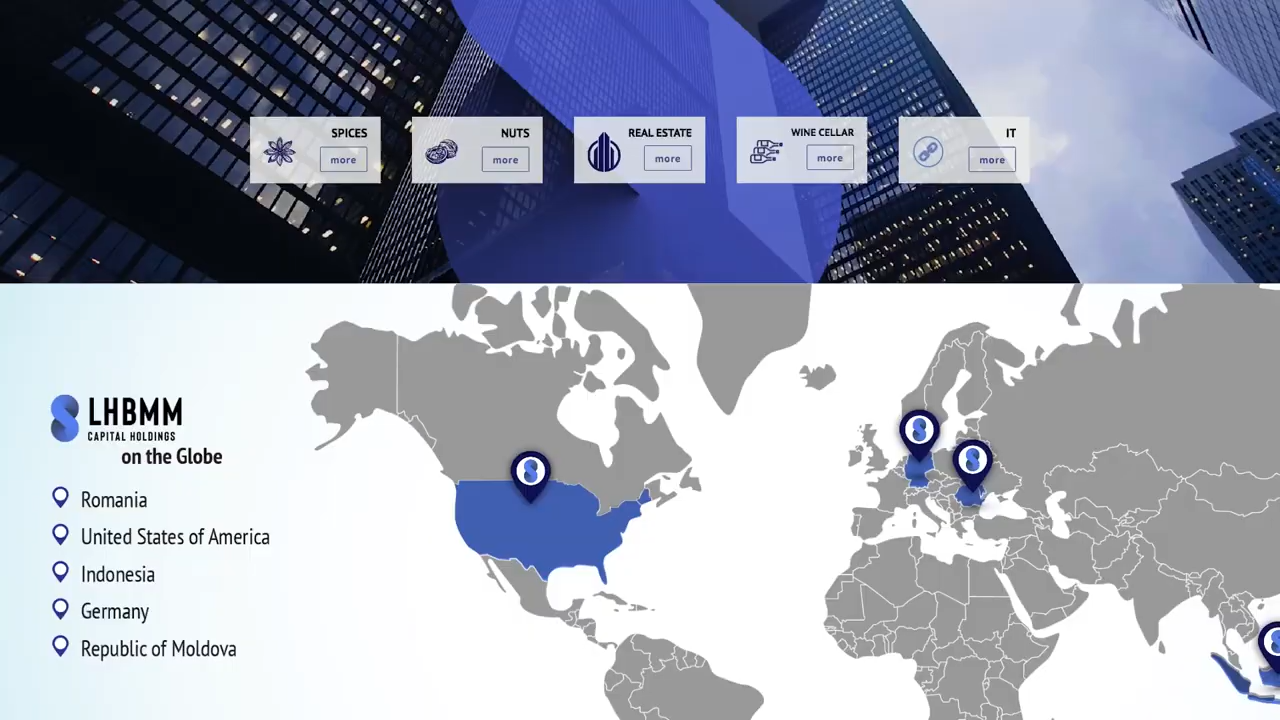 SPICES
more
NUTS
more
REAL ESTATE
more
WINE CELLAR
more
IT
more
LHBMM
CAPITAL HOLDINGS
on the Globe
Romania
United States of America
Indonesia
Germany
Republic of Moldova